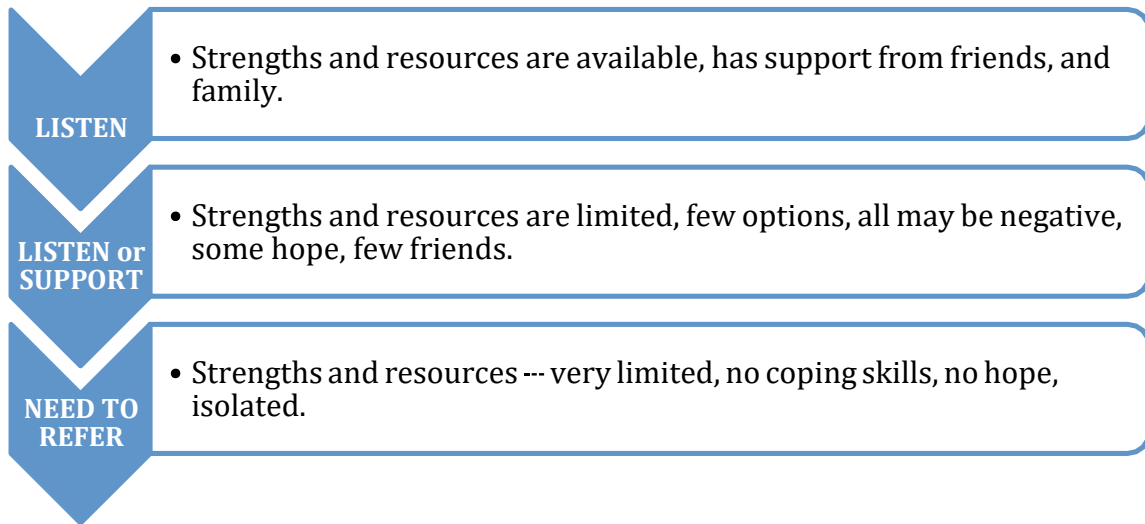 LISTEN
• Strengths and resources are available, has support from friends, and
family.
LISTEN or
SUPPORT
• Strengths and resources are limited, few options, all may be negative,
some hope, few friends.
NEED TO
REFER
• Strengths and resources --- very limited, no coping skills, no hope,
isolated.